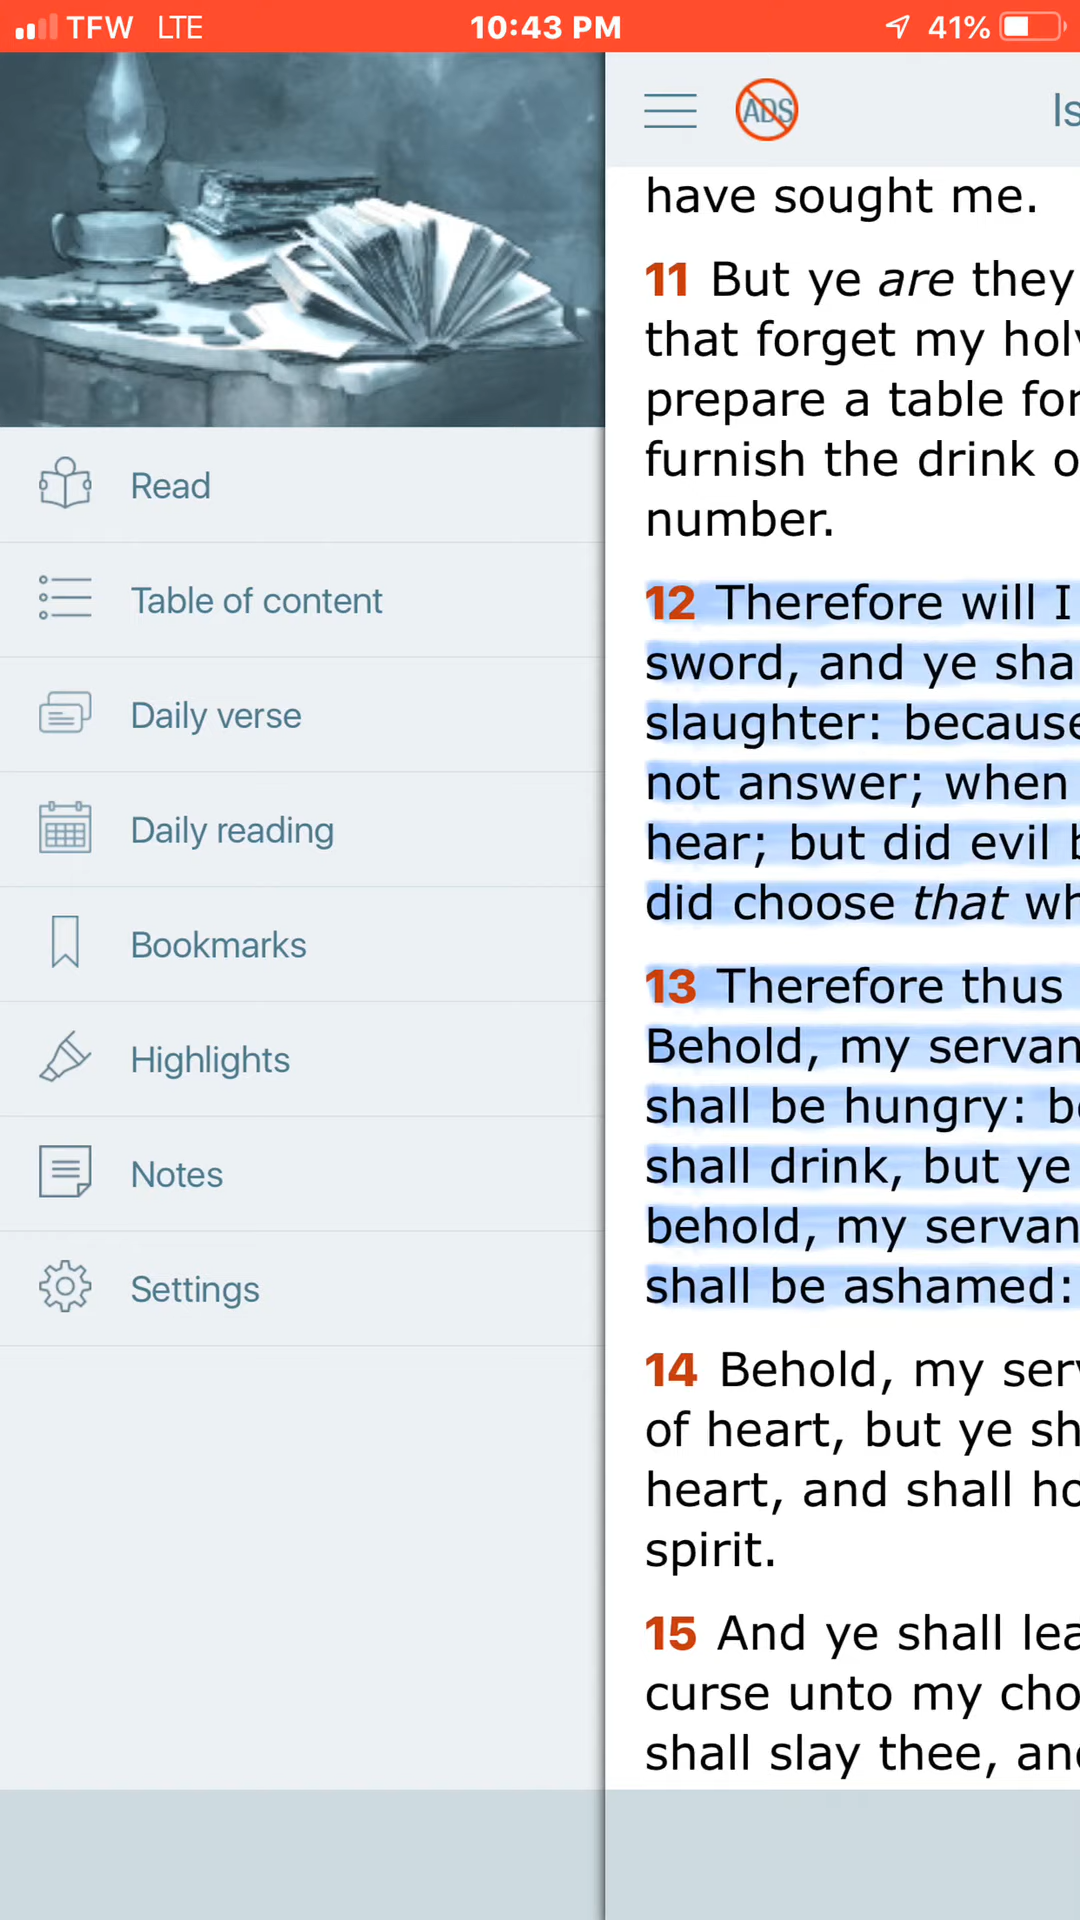 TFW LTE 10:43 PM 41%
ADS Is
Read
Table of content
Daily verse
Daily reading
Bookmarks
Highlights
Notes
Settings
have sought me.
11 But ye are they
that forget my holy
prepare a table for
furnish the drink o
number.
12 Therefore will I
sword, and ye sha
slaughter: because
not answer; when
hear; but did evil b
did choose that wh
13 Therefore thus
Behold, my servan
shall be hungry: be
shall drink, but ye
behold, my servan
shall be ashamed:
14 Behold, my serv
of heart, but ye sh
heart, and shall ho
spirit.
15 And ye shall lea
curse unto my cho
shall slay thee, and